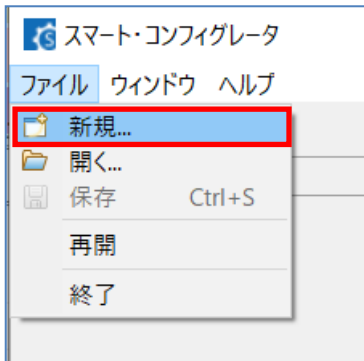 スマート・コンフィグレータ
ファイル ウィンドウ ヘルプ
新規...
開く...
保存 Ctrl+S
再開
終了